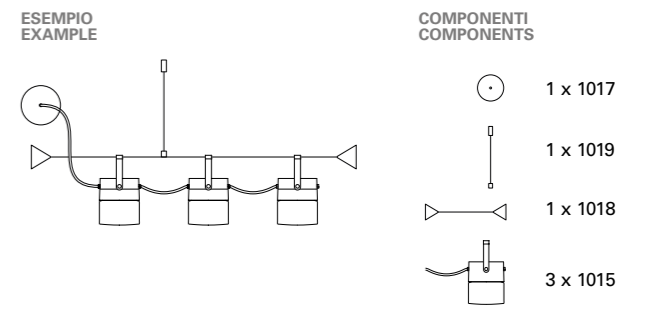 ESEMPIO
EXAMPLE
COMPONENTI
COMPONENTS
1 x 1017
1 x 1019
1 x 1018
3 x 1015